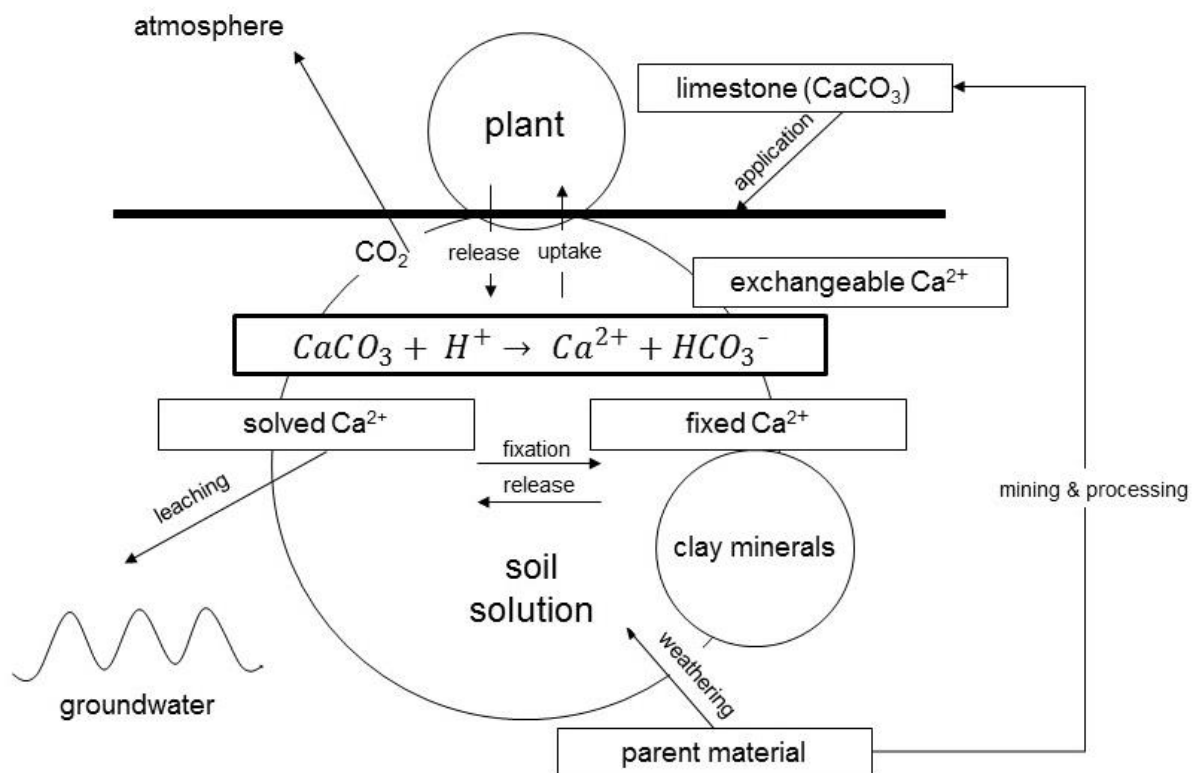 atmosphere
limestone (CaCO₃)
plant
application
CO₂
release
uptake
exchangeable Ca²⁺
CaCO₃ + H⁺ → Ca²⁺ + HCO₃⁻
solved Ca²⁺
fixed Ca²⁺
fixation
release
leaching
mining & processing
clay minerals
soil
solution
weathering
groundwater
parent material